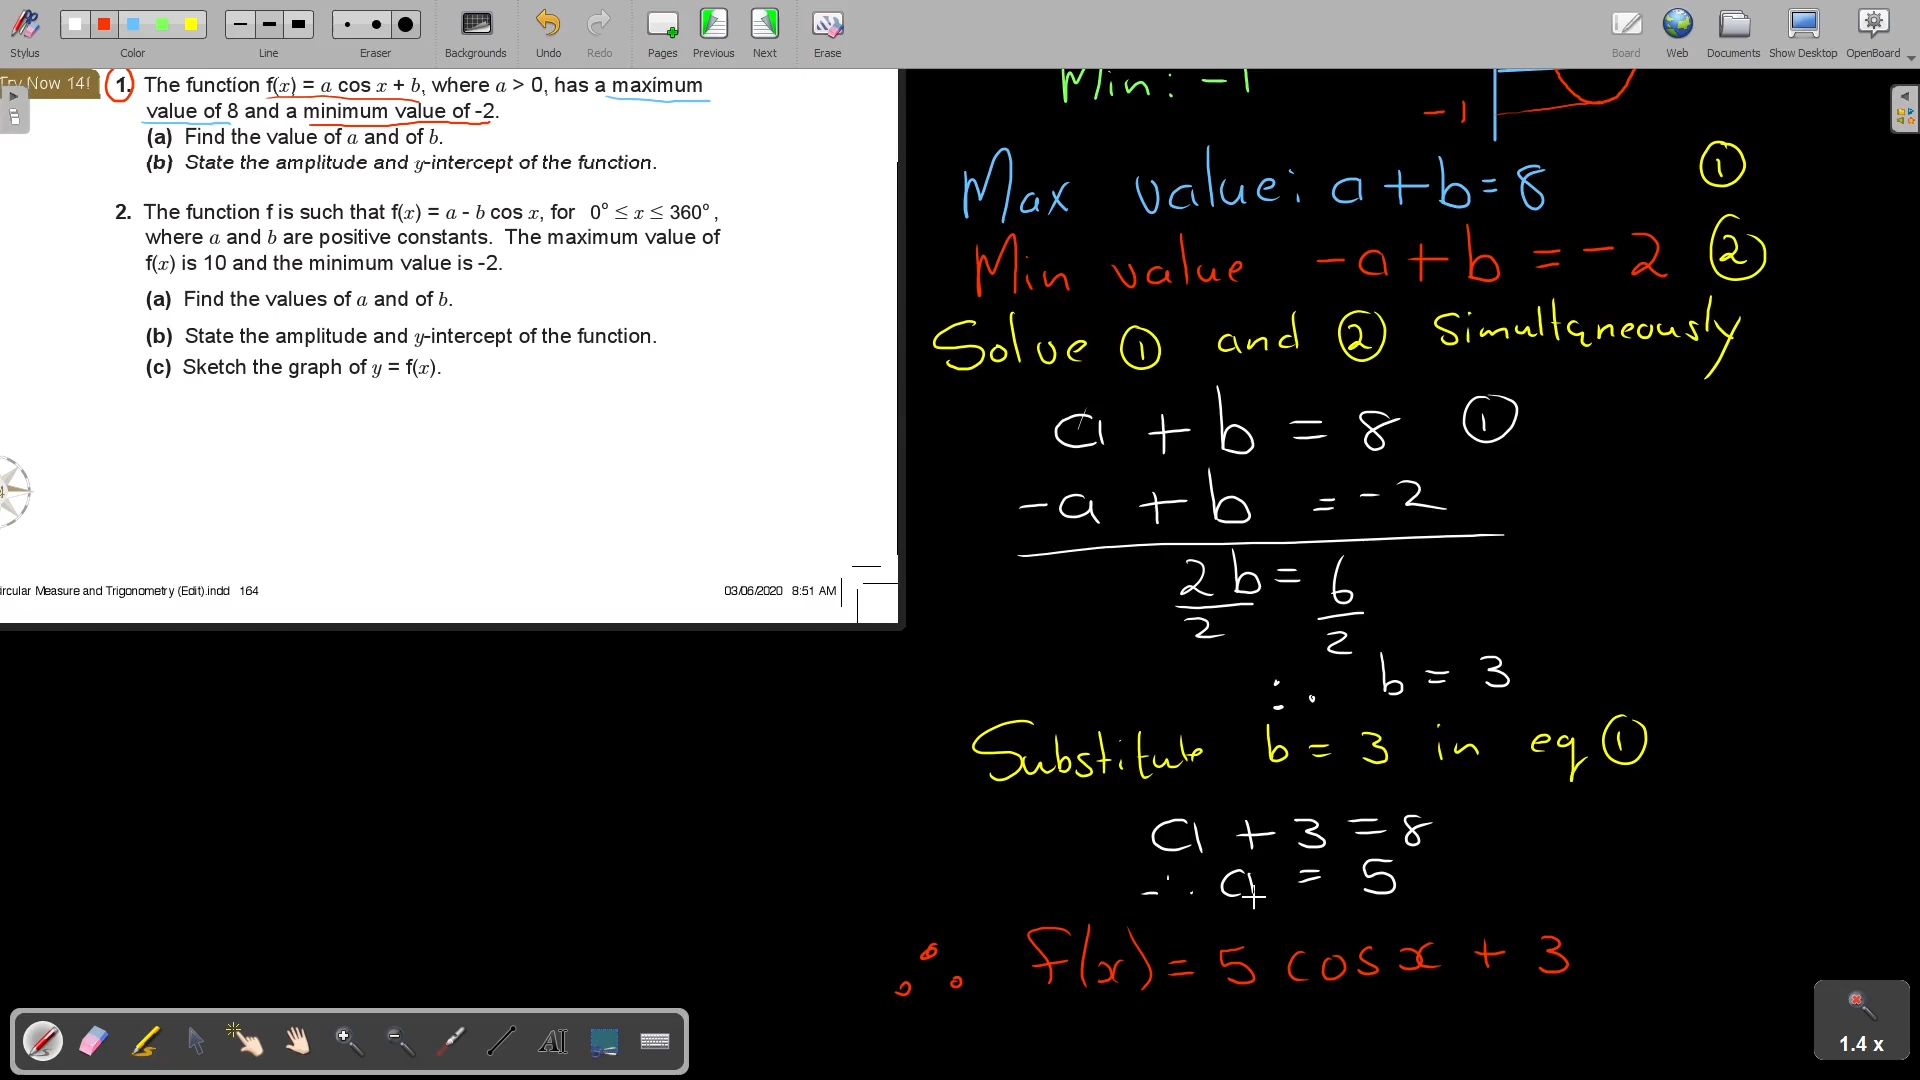 Stylus Color Line Eraser Backgrounds Undo Redo Pages Previous Next Erase Board Web Documents Show Desktop OpenBoard
Try Now 14!
1. The function f(x) = a cos x + b, where a > 0, has a maximum
value of 8 and a minimum value of -2.
(a) Find the value of a and of b.
(b) State the amplitude and y-intercept of the function.
2. The function f is such that f(x) = a - b cos x, for 0° ≤ x ≤ 360°,
where a and b are positive constants. The maximum value of
f(x) is 10 and the minimum value is -2.
(a) Find the values of a and of b.
(b) State the amplitude and y-intercept of the function.
(c) Sketch the graph of y = f(x).
ircular Measure and Trigonometry (Edit).indd 164
03/06/2020 8:51 AM
Min: -1
-1
Max value: a + b = 8 ①
Min value -a + b = -2 ②
Solve ① and ② Simultaneously
a + b = 8 ①
-a + b = -2
2b = 6
2 2
∴ b = 3
Substitute b = 3 in eq ①
a + 3 = 8
∴ a = 5
∴ f(x) = 5 cos x + 3
1.4 x